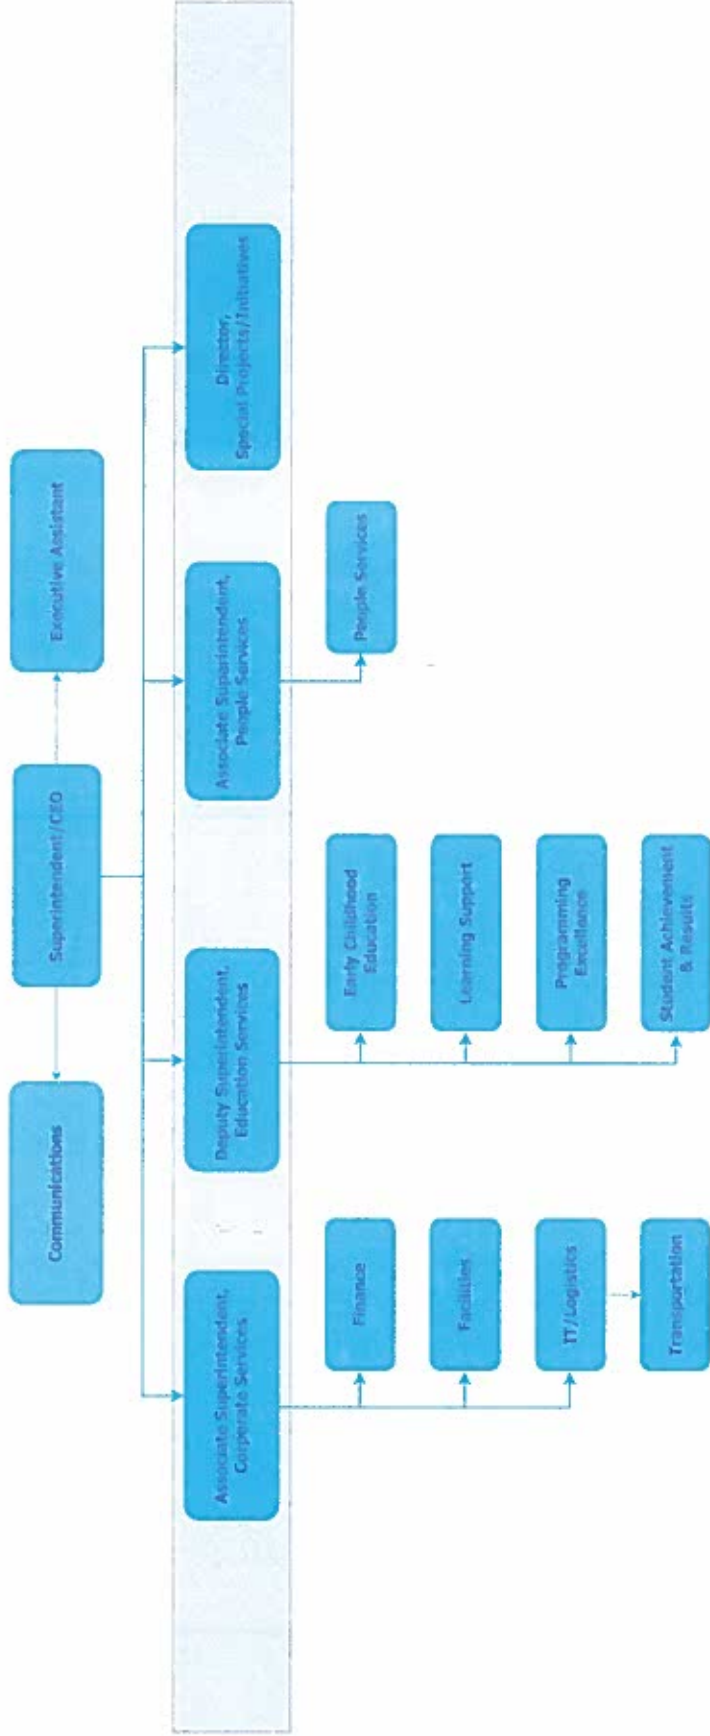 Communications
Superintendent/CEO
Executive Assistant
Associate Superintendent,
Corporate Services
Deputy Superintendent,
Education Services
Associate Superintendent,
People Services
Director,
Special Projects/Initiatives
Finance
Facilities
IT/Logistics
Transportation
Early Childhood
Education
Learning Support
Programming
Excellence
Student Achievement
& Results
People Services